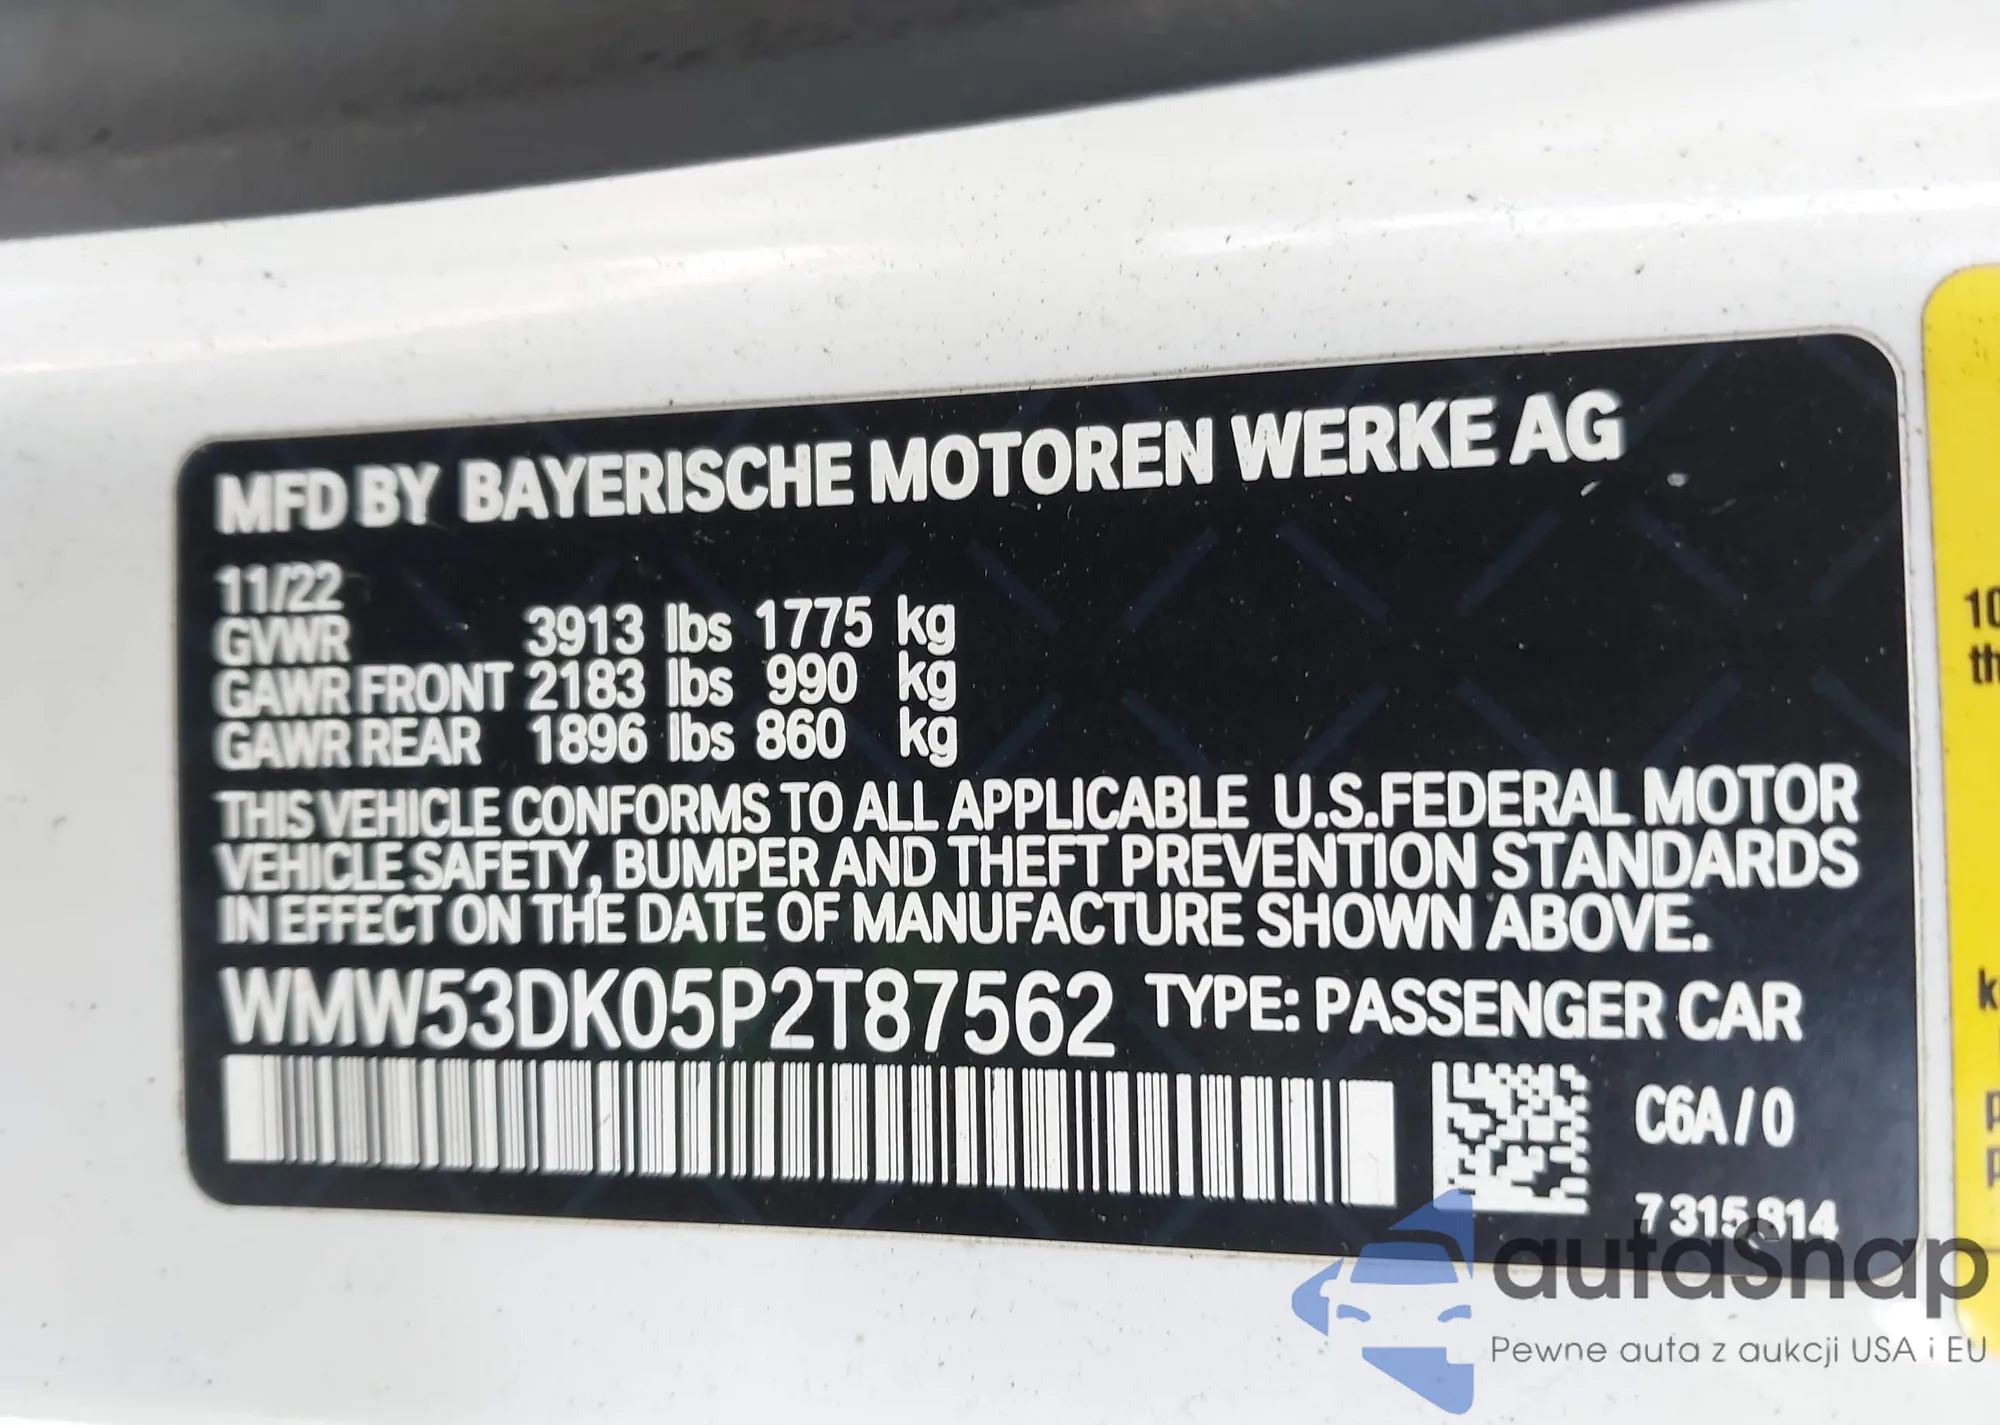 MFD BY BAYERISCHE MOTOREN WERKE AG
11/22
GVWR 3913 lbs 1775 kg
GAWR FRONT 2183 lbs 990 kg
GAWR REAR 1896 lbs 860 kg
THIS VEHICLE CONFORMS TO ALL APPLICABLE U.S.FEDERAL MOTOR
VEHICLE SAFETY, BUMPER AND THEFT PREVENTION STANDARDS
IN EFFECT ON THE DATE OF MANUFACTURE SHOWN ABOVE.
WMW53DK05P2T87562 TYPE: PASSENGER CAR
C6A/0
7 315 914
10
th
autaSnap
Pewne auta z aukcji USA i EU